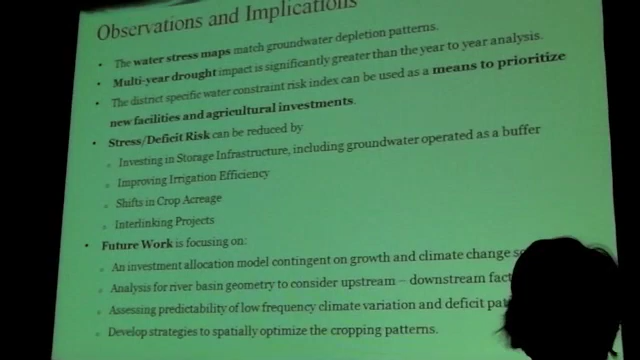 Observations and Implications
• The water stress maps match groundwater depletion patterns.
• Multi-year drought impact is significantly greater than the year to year analysis.
• The district specific water constraint risk index can be used as a means to prioritize
new facilities and agricultural investments.
• Stress/Deficit Risk can be reduced by
Investing in Storage Infrastructure, including groundwater operated as a buffer
Improving Irrigation Efficiency
Shifts in Crop Acreage
Interlinking Projects
• Future Work is focusing on:
An investment allocation model contingent on growth and climate change
Analysis for river basin geometry to consider upstream – downstream
Assessing predictability of low frequency climate variation and deficit
Develop strategies to spatially optimize the cropping patterns.